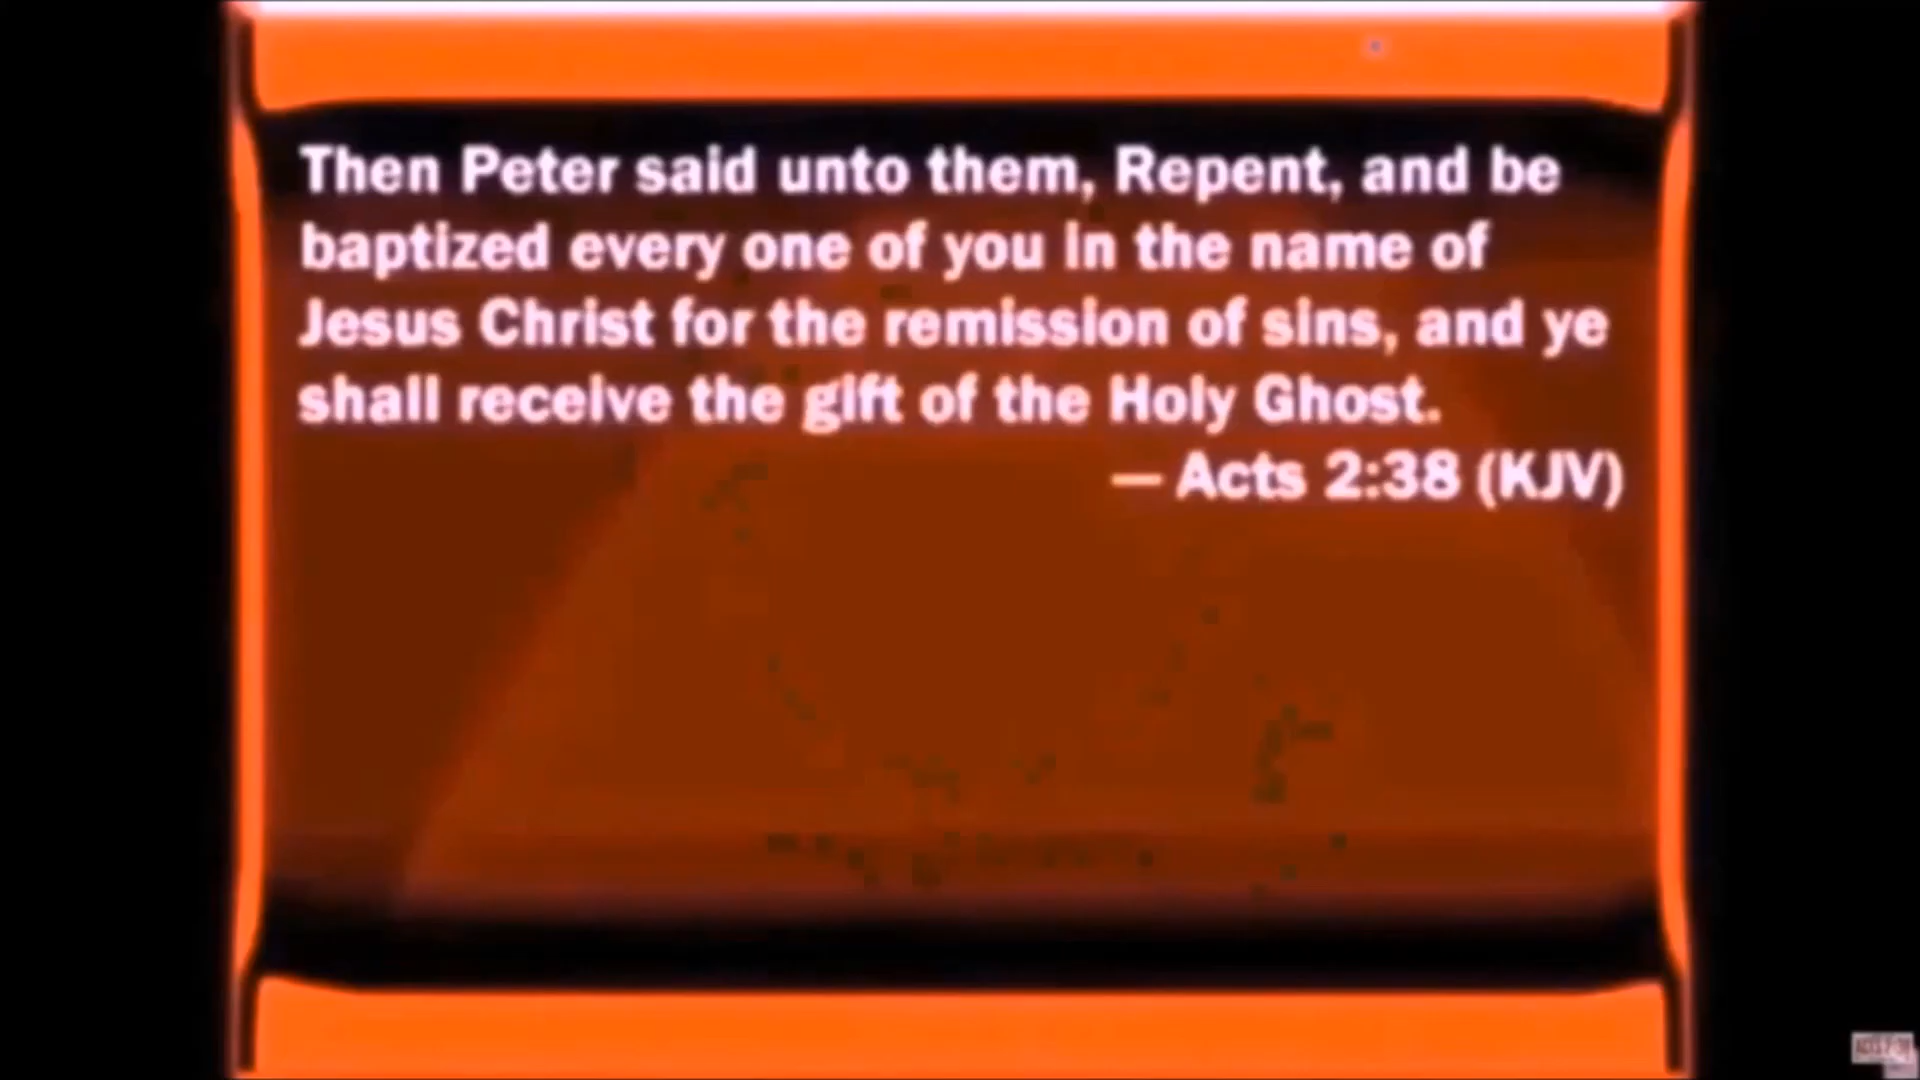 Then Peter said unto them, Repent, and be
baptized every one of you in the name of
Jesus Christ for the remission of sins, and ye
shall receive the gift of the Holy Ghost.
— Acts 2:38 (KJV)